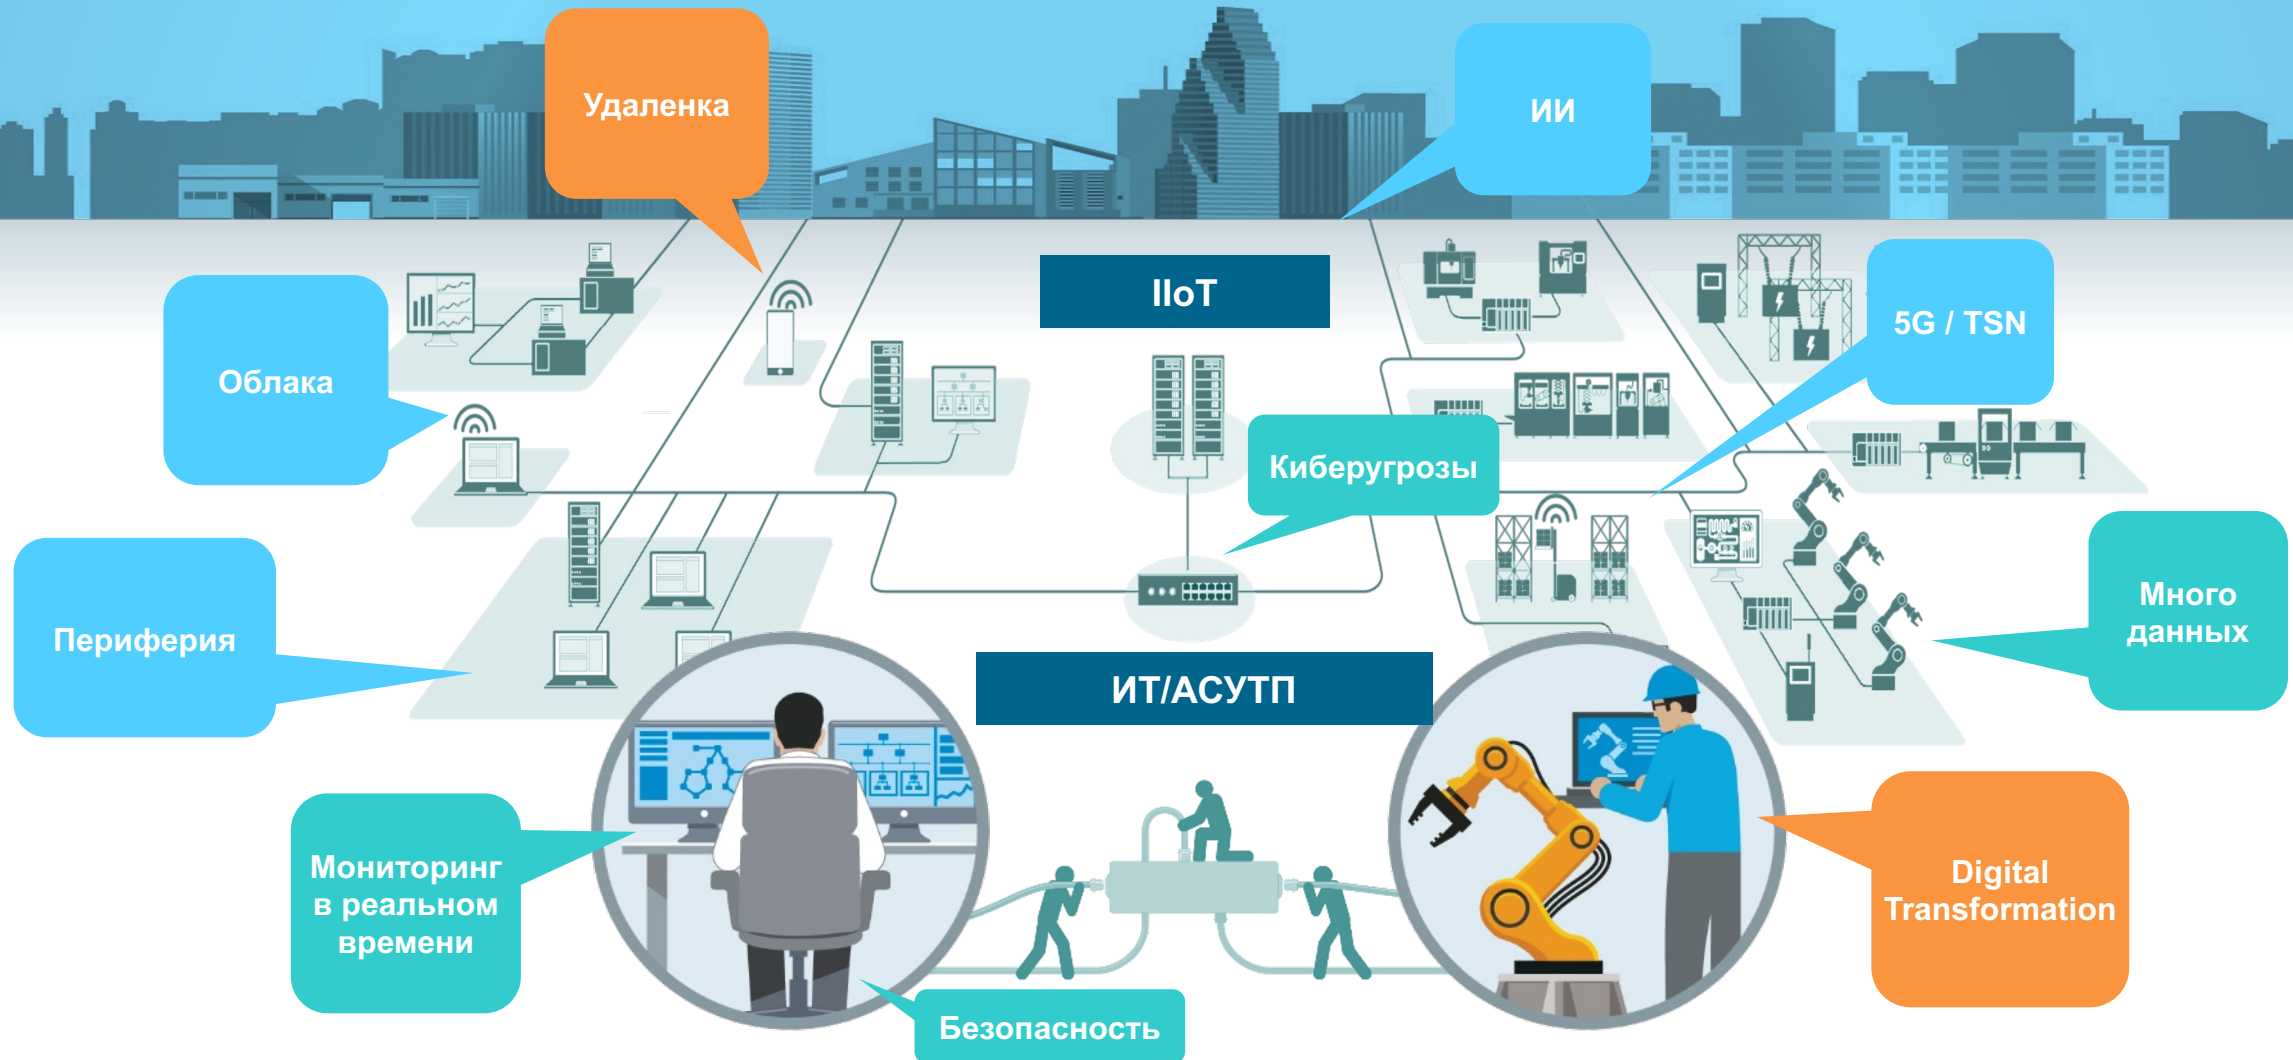 Удаленка
ИИ
IIoT
5G / TSN
Облака
Киберугрозы
Много
данных
Периферия
ИТ/АСУТП
Мониторинг
в реальном
времени
Digital
Transformation
Безопасность